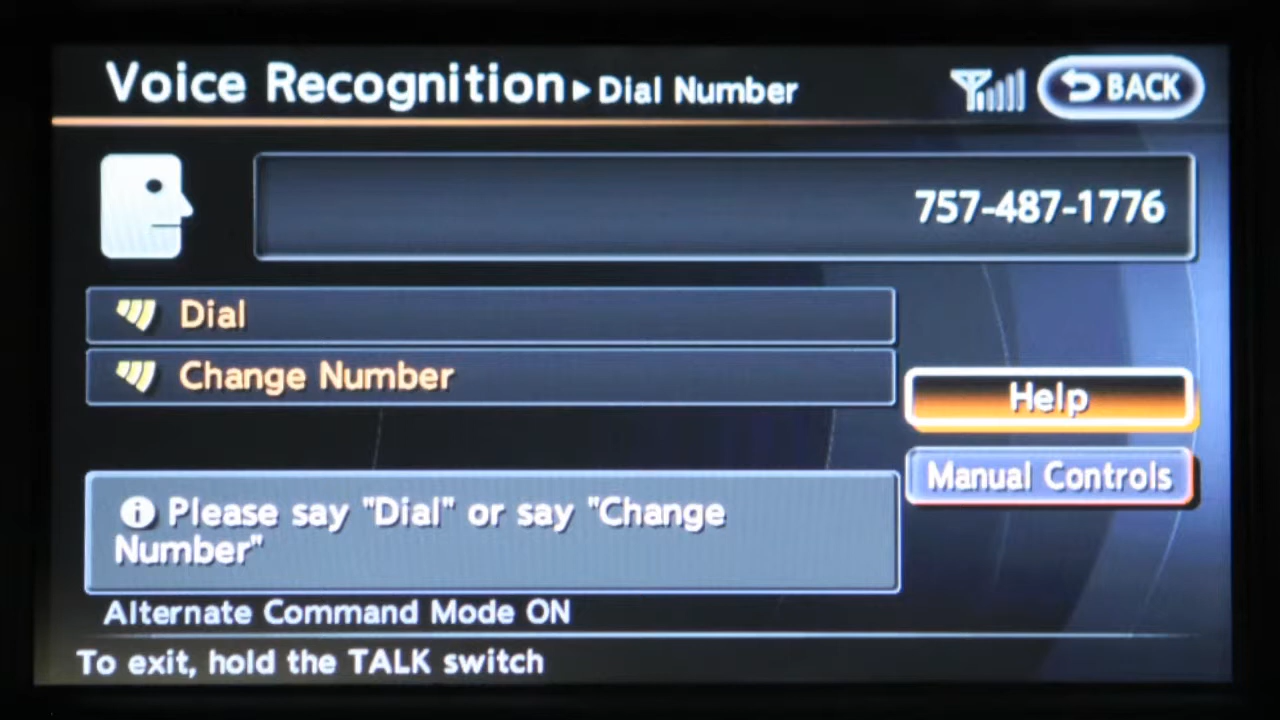 Voice Recognition ▸ Dial Number
BACK
757-487-1776
Dial
Change Number
Help
Manual Controls
Please say "Dial" or say "Change
Number"
Alternate Command Mode ON
To exit, hold the TALK switch